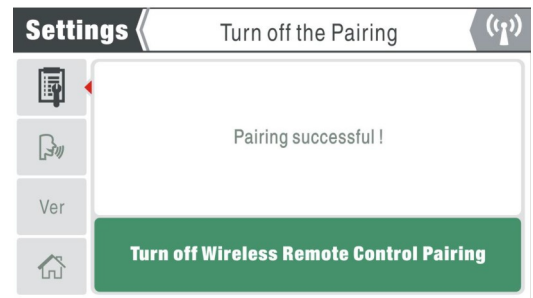 Settings
Turn off the Pairing
Pairing successful !
Ver
Turn off Wireless Remote Control Pairing